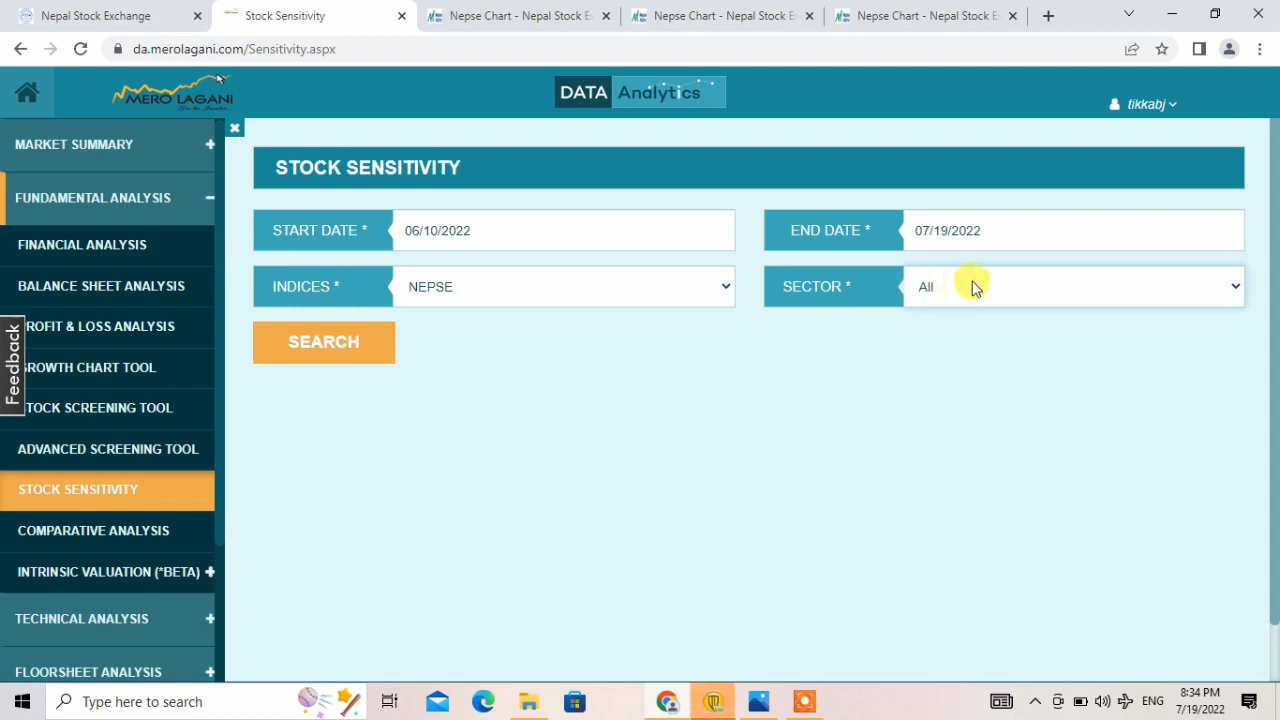 Nepal Stock Exchange
Stock Sensitivity
Nepse Chart - Nepal Stock Ex
Nepse Chart - Nepal Stock Ex
Nepse Chart - Nepal Stock Ex
da.merolagani.com/Sensitivity.aspx
MERO LAGANI
DATA Analytics
tikkabj
MARKET SUMMARY
FUNDAMENTAL ANALYSIS
FINANCIAL ANALYSIS
BALANCE SHEET ANALYSIS
ROFIT & LOSS ANALYSIS
GROWTH CHART TOOL
STOCK SCREENING TOOL
ADVANCED SCREENING TOOL
STOCK SENSITIVITY
COMPARATIVE ANALYSIS
INTRINSIC VALUATION (*BETA)
TECHNICAL ANALYSIS
FLOORSHEET ANALYSIS
Feedback
STOCK SENSITIVITY
START DATE * 06/10/2022
END DATE * 07/19/2022
INDICES * NEPSE
SECTOR * All
SEARCH
Type here to search
ENG
8:34 PM
7/19/2022